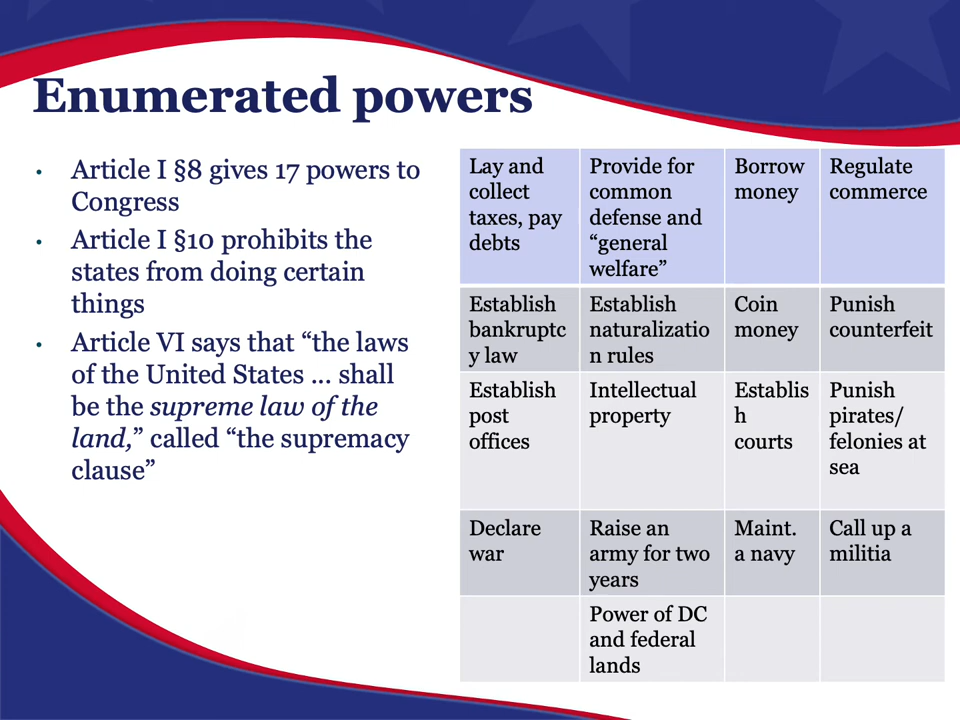 Enumerated powers
• Article I §8 gives 17 powers to
Congress
• Article I §10 prohibits the
states from doing certain
things
• Article VI says that “the laws
of the United States ... shall
be the supreme law of the
land,” called “the supremacy
clause”
Lay and
collect
taxes, pay
debts
Provide for
common
defense and
“general
welfare”
Borrow
money
Regulate
commerce
Establish
bankruptc
y law
Establish
naturalizatio
n rules
Coin
money
Punish
counterfeit
Establish
post
offices
Intellectual
property
Establis
h
courts
Punish
pirates/
felonies at
sea
Declare
war
Raise an
army for two
years
Maint.
a navy
Call up a
militia
Power of DC
and federal
lands